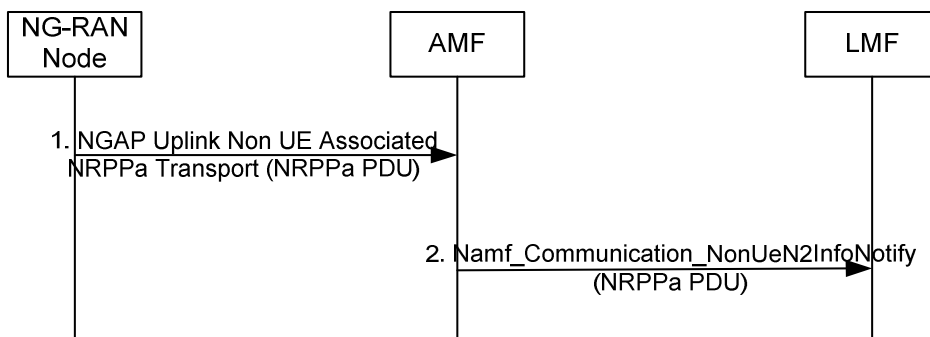 NG-RAN
Node
AMF
LMF
1. NGAP Uplink Non UE Associated
NRPPa Transport (NRPPa PDU)
2. Namf_Communication_NonUeN2InfoNotify
(NRPPa PDU)